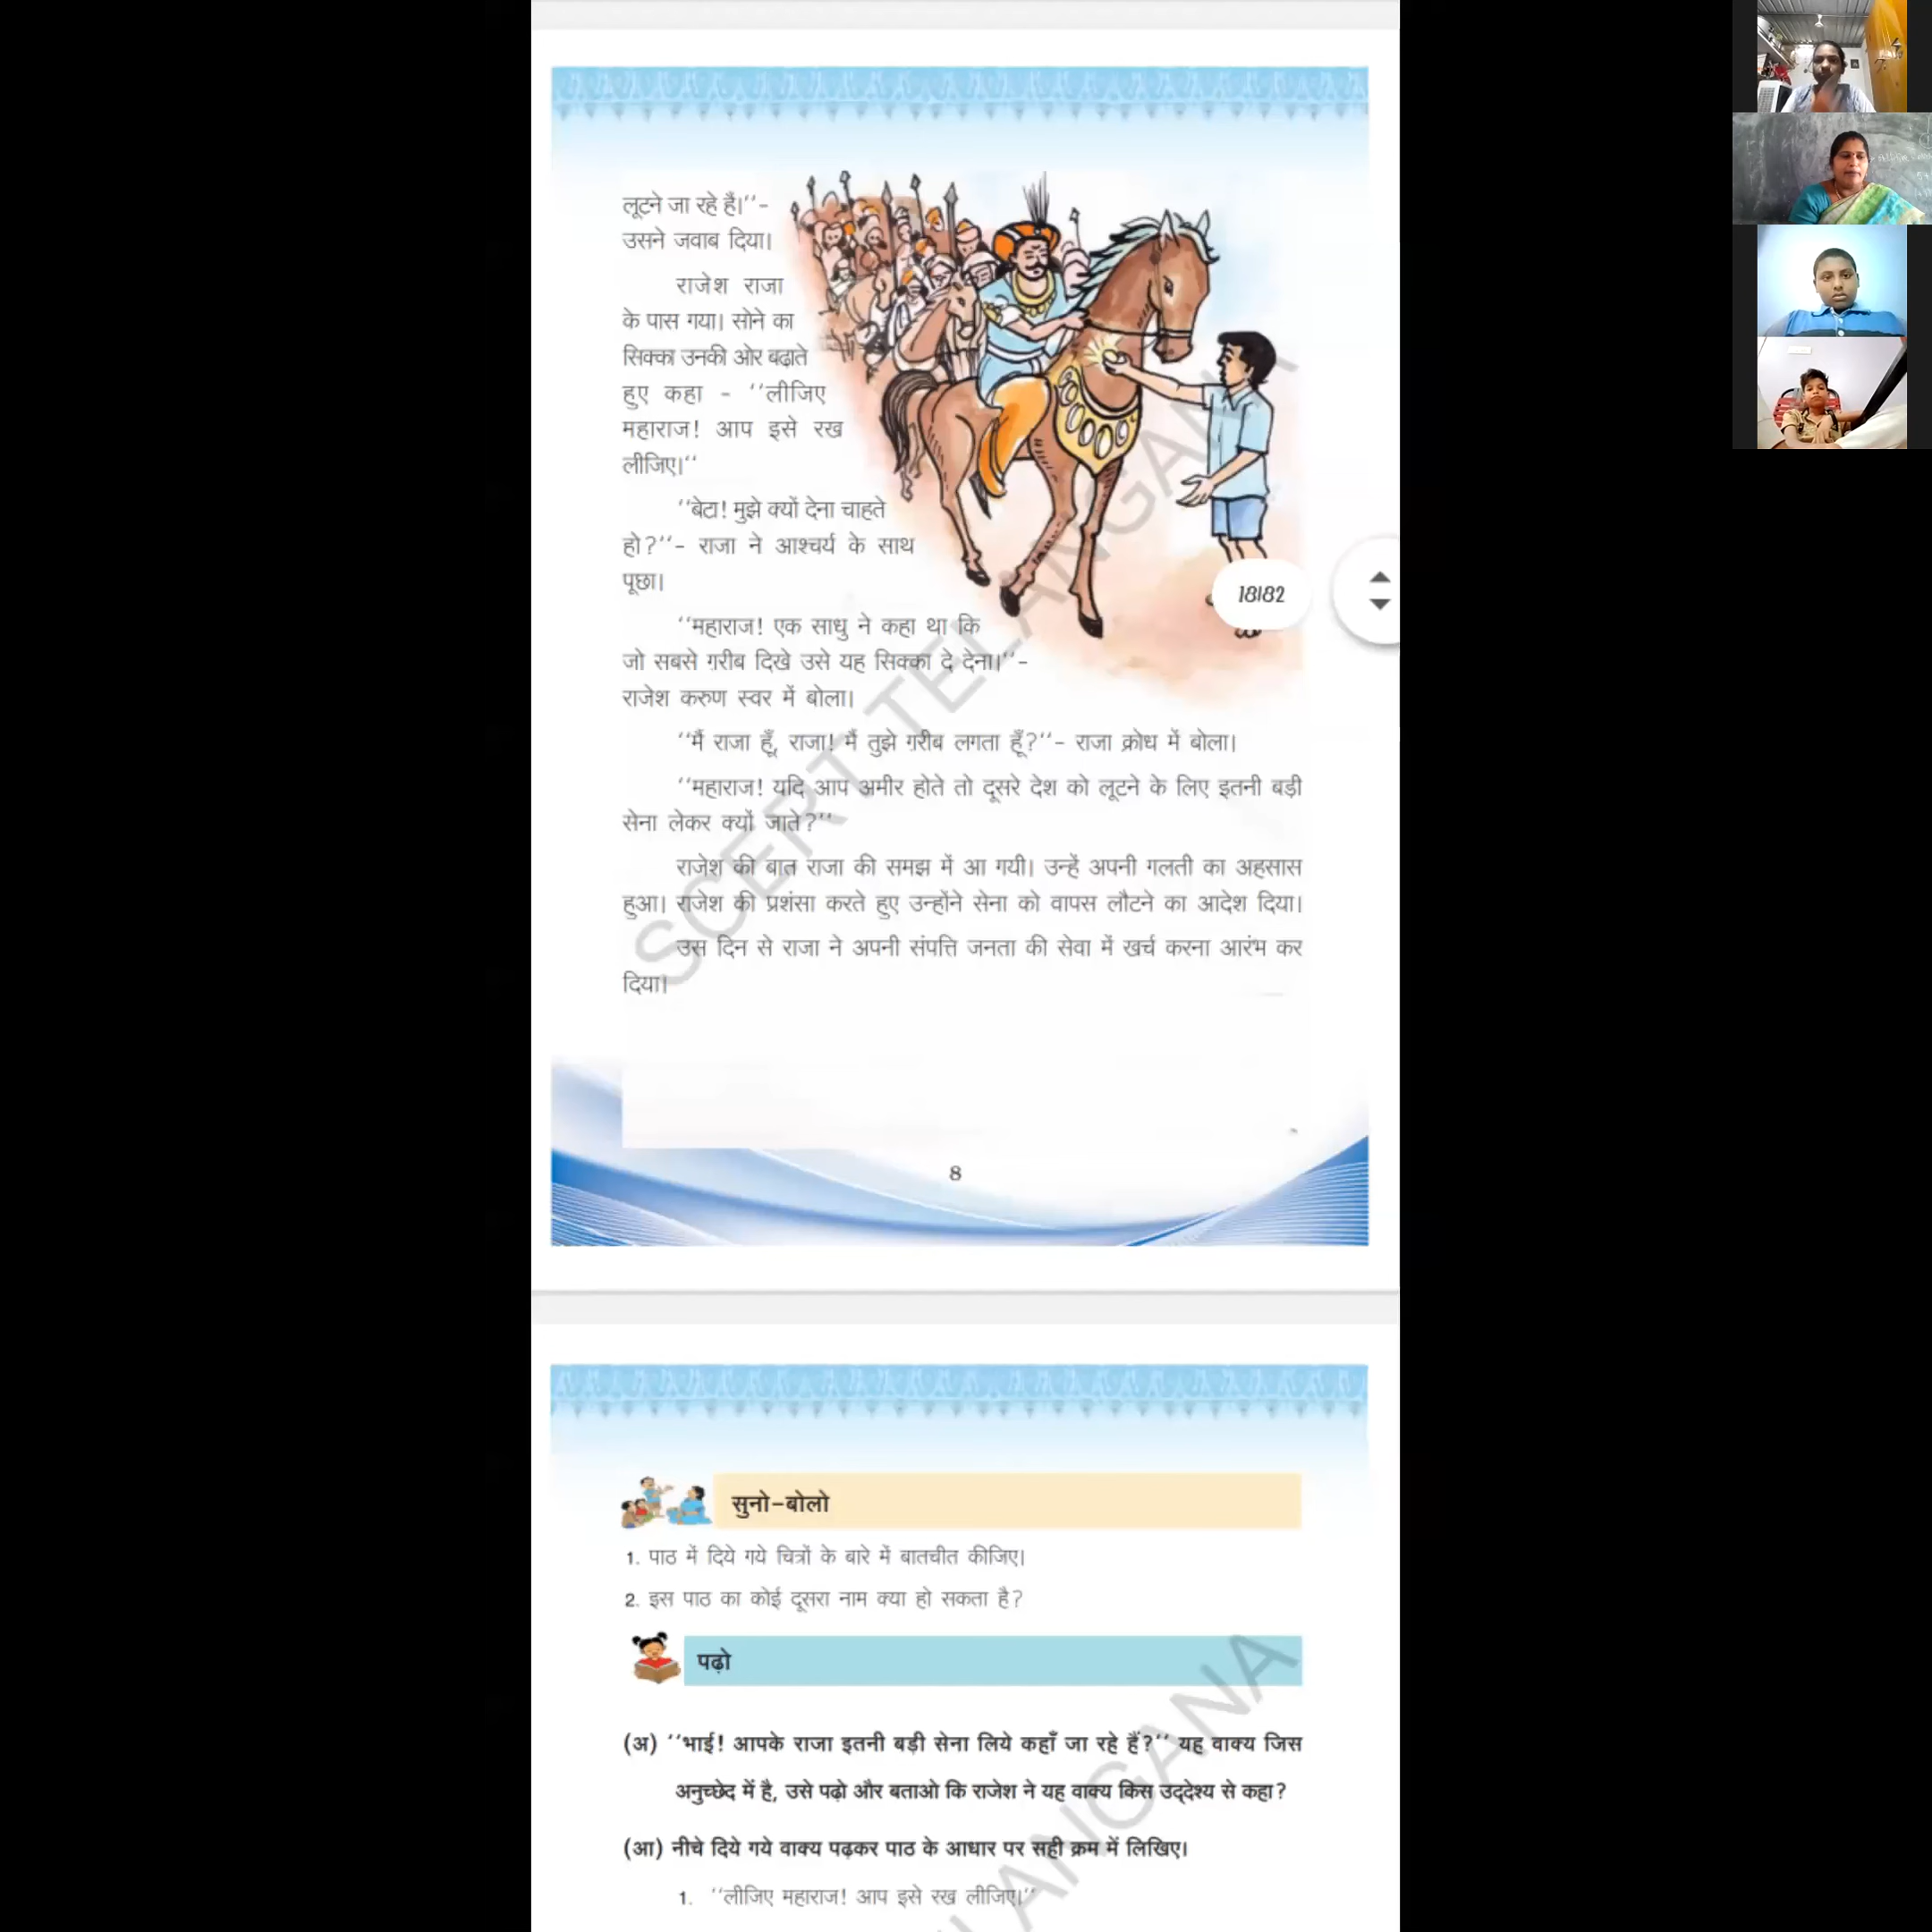 लूटने जा रहे हैं।''-
उसने जवाब दिया।
राजेश राजा
के पास गया। सोने का
सिक्का उनकी ओर बढ़ाते
हुए कहा - ''लीजिए
महाराज! आप इसे रख
लीजिए।''
''बेटा! मुझे क्यों देना चाहते
हो?''- राजा ने आश्चर्य के साथ
पूछा।
18/82
''महाराज! एक साधु ने कहा था कि
जो सबसे ग़रीब दिखे उसे यह सिक्का दे देना।''-
राजेश करुण स्वर में बोला।
''मैं राजा हूँ, राजा! मैं तुझे ग़रीब लगता हूँ?''- राजा क्रोध में बोला।
''महाराज! यदि आप अमीर होते तो दूसरे देश को लूटने के लिए इतनी बड़ी
सेना लेकर क्यों जाते?''
राजेश की बात राजा की समझ में आ गयी। उन्हें अपनी गलती का अहसास
हुआ। राजेश की प्रशंसा करते हुए उन्होंने सेना को वापस लौटने का आदेश दिया।
उस दिन से राजा ने अपनी संपत्ति जनता की सेवा में खर्च करना आरंभ कर
दिया।
SCERT TELANGANA
8
सुनो-बोलो
1. पाठ में दिये गये चित्रों के बारे में बातचीत कीजिए।
2. इस पाठ का कोई दूसरा नाम क्या हो सकता है?
पढ़ो
(अ) ''भाई! आपके राजा इतनी बड़ी सेना लिये कहाँ जा रहे हैं?'' यह वाक्य जिस
अनुच्छेद में है, उसे पढ़ो और बताओ कि राजेश ने यह वाक्य किस उद्देश्य से कहा?
(आ) नीचे दिये गये वाक्य पढ़कर पाठ के आधार पर सही क्रम में लिखिए।
1. ''लीजिए महाराज! आप इसे रख लीजिए।''
LANGANA